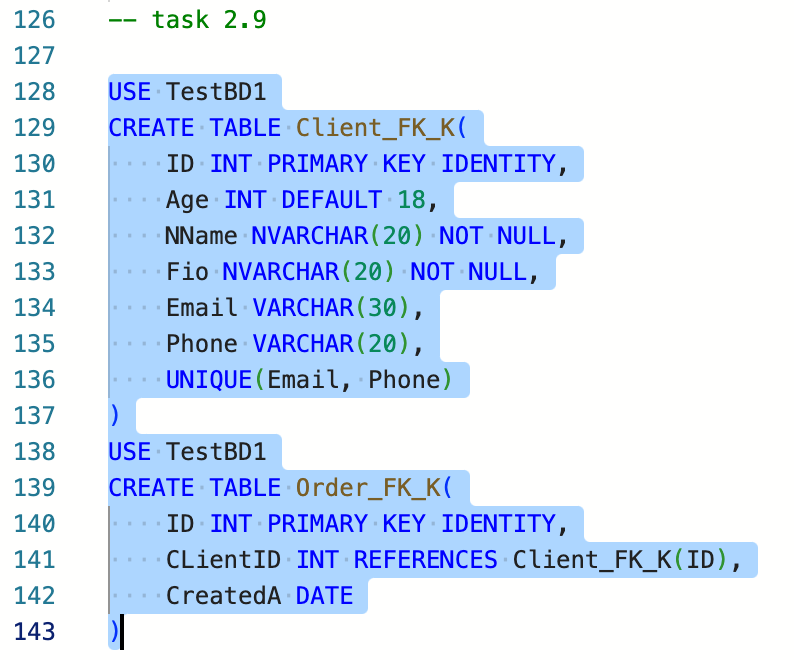 126 -- task 2.9
127
128 USE TestBD1
129 CREATE TABLE Client_FK_K(
130 ID INT PRIMARY KEY IDENTITY,
131 Age INT DEFAULT 18,
132 NName NVARCHAR(20) NOT NULL,
133 Fio NVARCHAR(20) NOT NULL,
134 Email VARCHAR(30),
135 Phone VARCHAR(20),
136 UNIQUE(Email, Phone)
137 )
138 USE TestBD1
139 CREATE TABLE Order_FK_K(
140 ID INT PRIMARY KEY IDENTITY,
141 CLientID INT REFERENCES Client_FK_K(ID),
142 CreatedA DATE
143 )